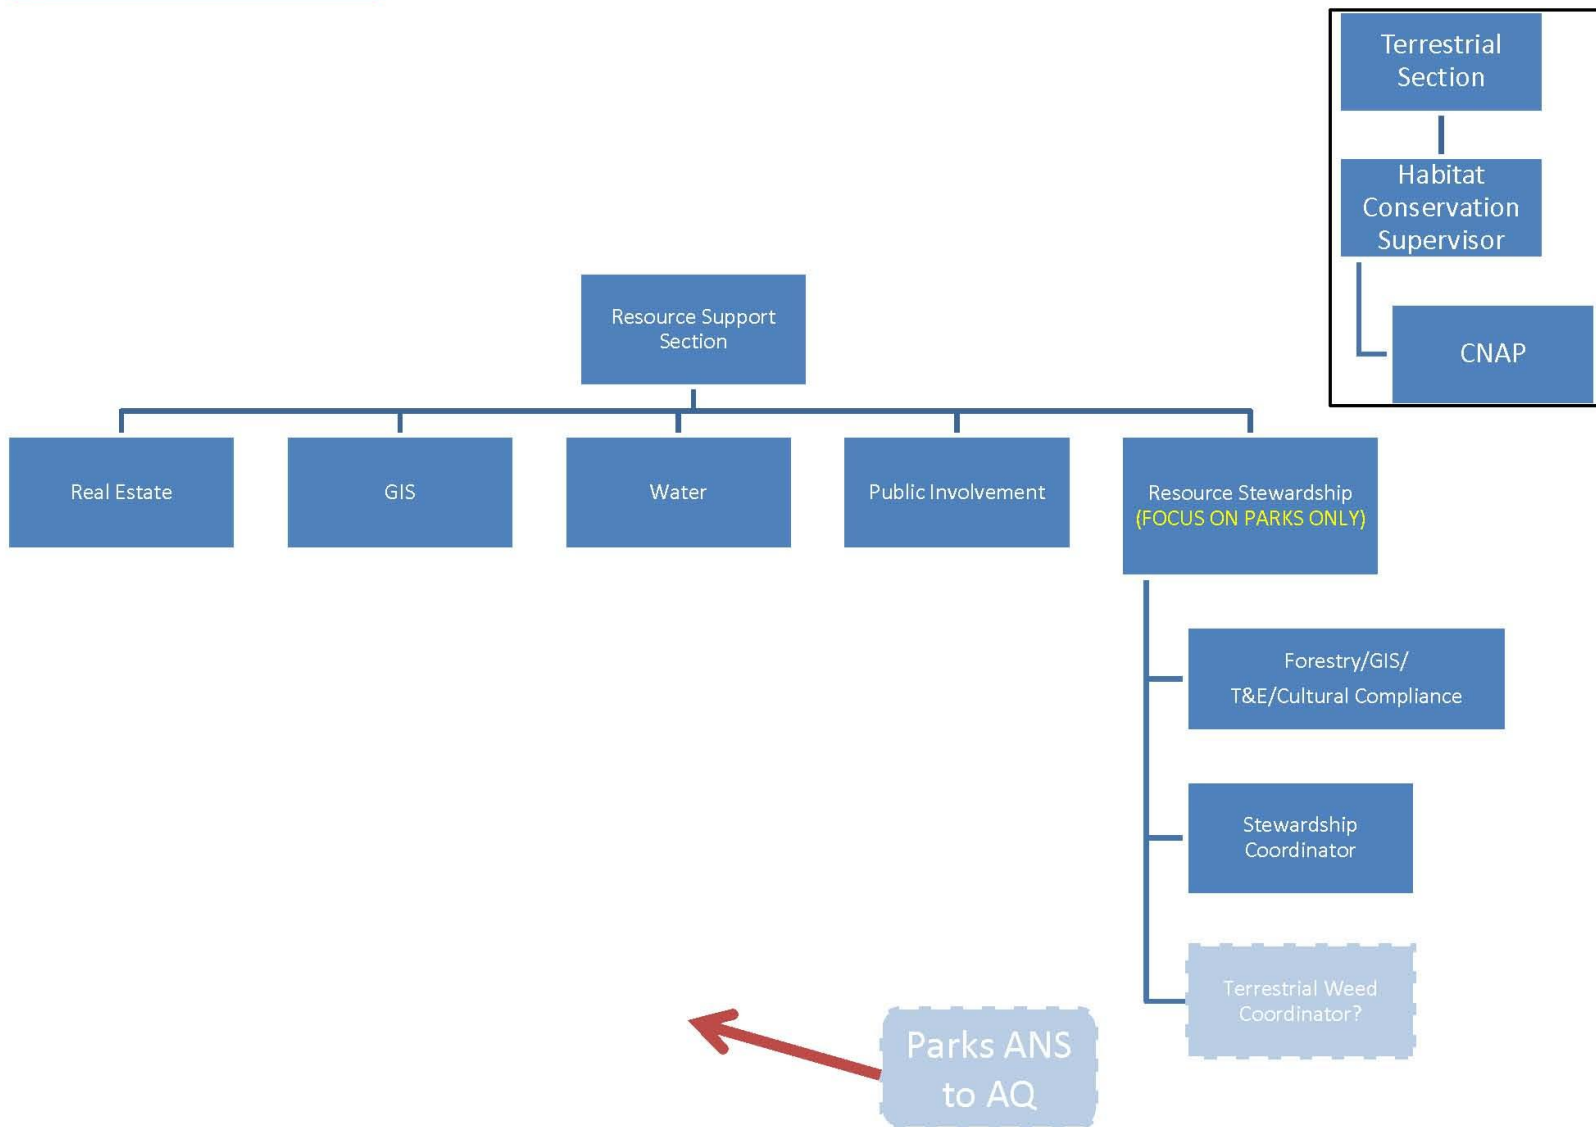 Terrestrial
Section
Habitat
Conservation
Supervisor
CNAP
Resource Support
Section
Real Estate
GIS
Water
Public Involvement
Resource Stewardship
(FOCUS ON PARKS ONLY)
Forestry/GIS/
T&E/Cultural Compliance
Stewardship
Coordinator
Terrestrial Weed
Coordinator?
Parks ANS
to AQ